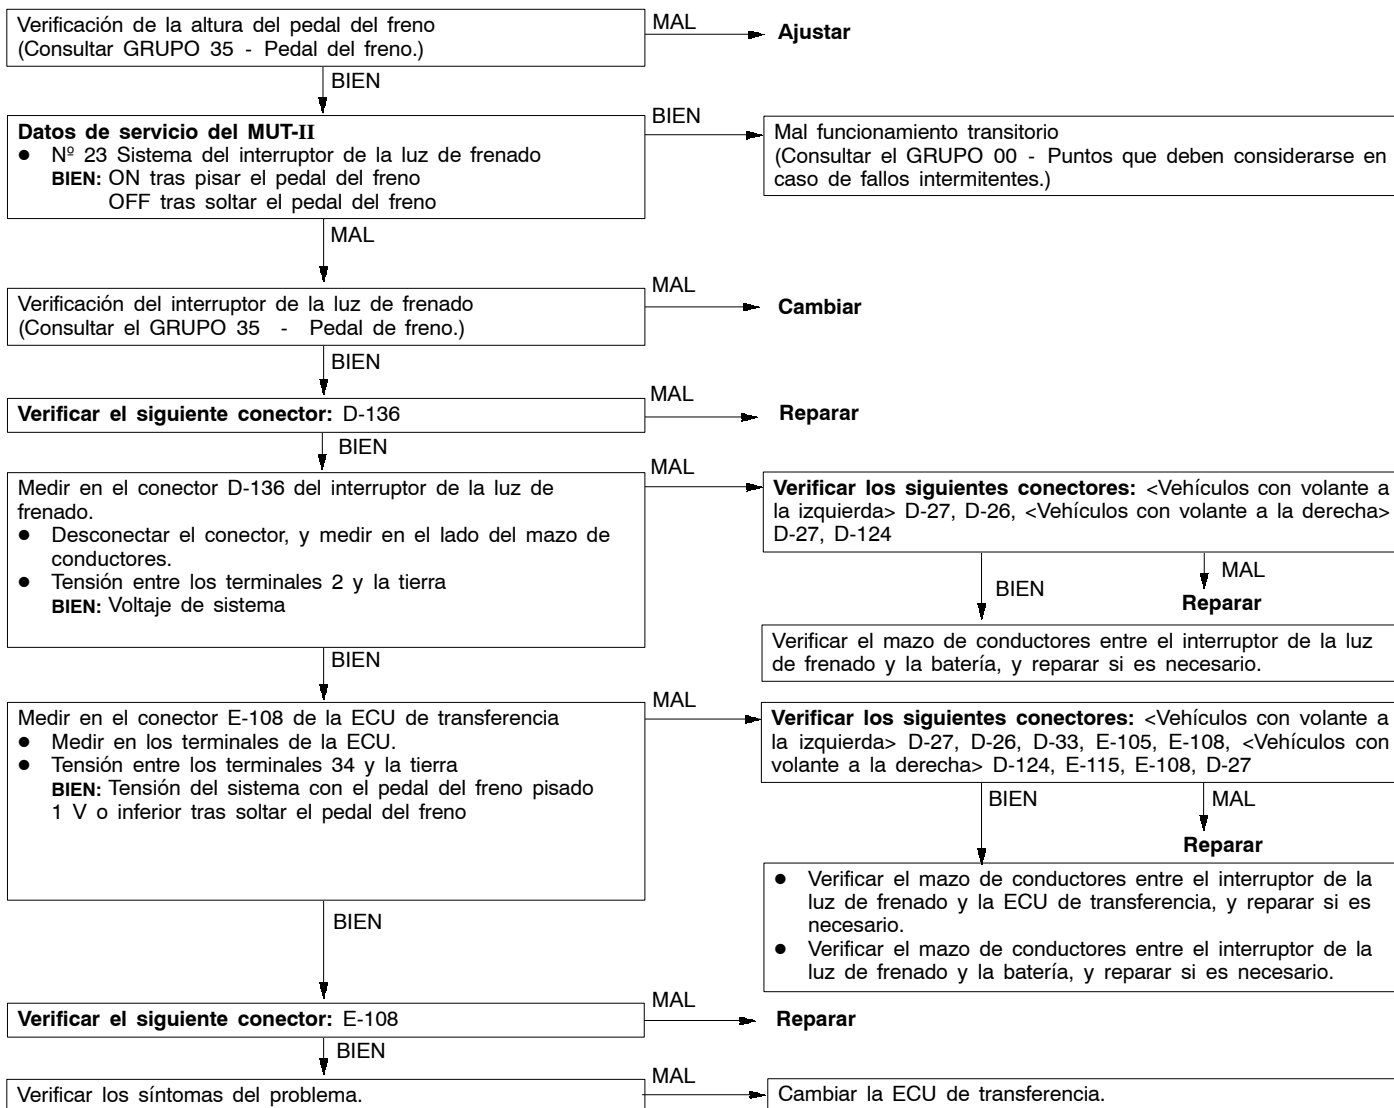 Verificación de la altura del pedal del freno
(Consultar GRUPO 35 - Pedal del freno.)
MAL
Ajustar
BIEN
Datos de servicio del MUT-II
● Nº 23 Sistema del interruptor de la luz de frenado
BIEN: ON tras pisar el pedal del freno
OFF tras soltar el pedal del freno
BIEN
Mal funcionamiento transitorio
(Consultar el GRUPO 00 - Puntos que deben considerarse en
caso de fallos intermitentes.)
MAL
Verificación del interruptor de la luz de frenado
(Consultar el GRUPO 35 - Pedal de freno.)
MAL
Cambiar
BIEN
Verificar el siguiente conector: D-136
MAL
Reparar
BIEN
Medir en el conector D-136 del interruptor de la luz de
frenado.
● Desconectar el conector, y medir en el lado del mazo de
conductores.
● Tensión entre los terminales 2 y la tierra
BIEN: Voltaje de sistema
MAL
Verificar los siguientes conectores: <Vehículos con volante a
la izquierda> D-27, D-26, <Vehículos con volante a la derecha>
D-27, D-124
BIEN
MAL
Reparar
Verificar el mazo de conductores entre el interruptor de la luz
de frenado y la batería, y reparar si es necesario.
BIEN
Medir en el conector E-108 de la ECU de transferencia
● Medir en los terminales de la ECU.
● Tensión entre los terminales 34 y la tierra
BIEN: Tensión del sistema con el pedal del freno pisado
1 V o inferior tras soltar el pedal del freno
MAL
Verificar los siguientes conectores: <Vehículos con volante a
la izquierda> D-27, D-26, D-33, E-105, E-108, <Vehículos con
volante a la derecha> D-124, E-115, E-108, D-27
BIEN
MAL
Reparar
● Verificar el mazo de conductores entre el interruptor de la
luz de frenado y la ECU de transferencia, y reparar si es
necesario.
● Verificar el mazo de conductores entre el interruptor de la
luz de frenado y la batería, y reparar si es necesario.
BIEN
Verificar el siguiente conector: E-108
MAL
Reparar
BIEN
Verificar los síntomas del problema.
MAL
Cambiar la ECU de transferencia.